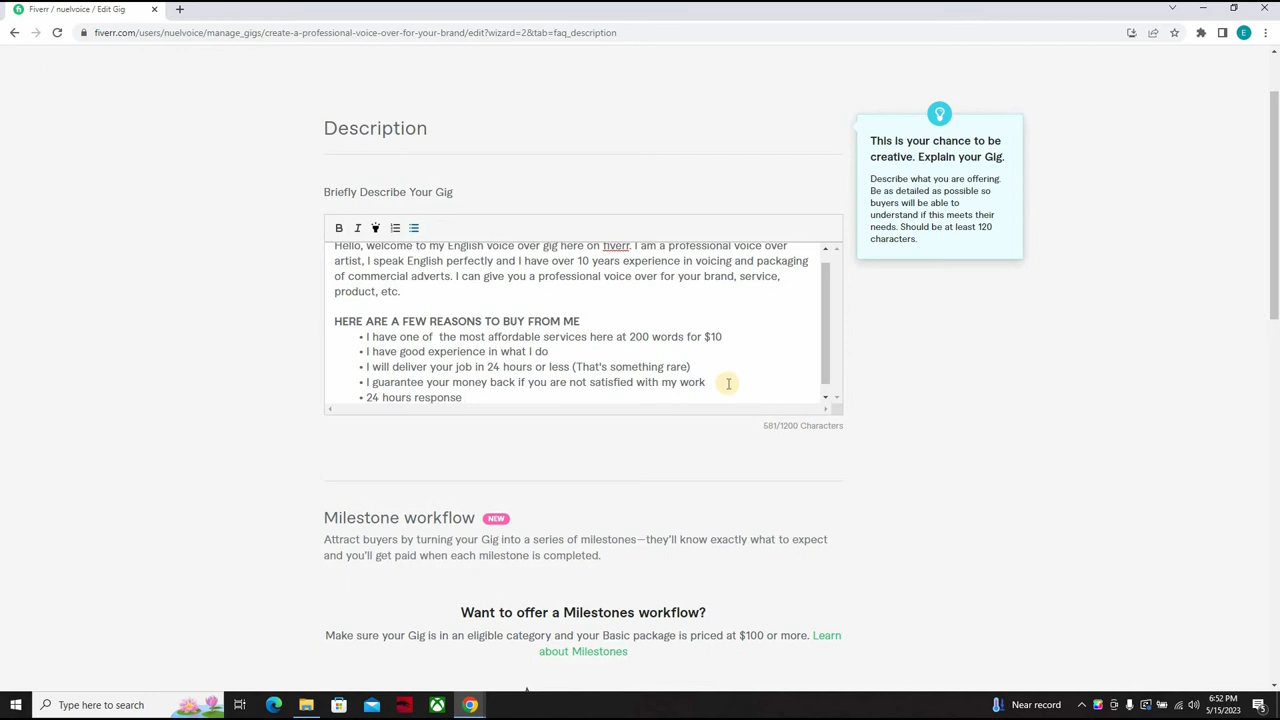 Fiverr / nuelvoice / Edit Gig
fiverr.com/users/nuelvoice/manage_gigs/create-a-professional-voice-over-for-your-brand/edit?wizard=2&tab=faq_description
E
Description
This is your chance to be
creative. Explain your Gig.
Describe what you are offering.
Be as detailed as possible so
buyers will be able to
understand if this meets their
needs. Should be at least 120
characters.
Briefly Describe Your Gig
B I
Hello, welcome to my English voice over gig here on fiverr. I am a professional voice over
artist, I speak English perfectly and I have over 10 years experience in voicing and packaging
of commercial adverts. I can give you a professional voice over for your brand, service,
product, etc.
HERE ARE A FEW REASONS TO BUY FROM ME
• I have one of  the most affordable services here at 200 words for $10
• I have good experience in what I do
• I will deliver your job in 24 hours or less (That's something rare)
• I guarantee your money back if you are not satisfied with my work
• 24 hours response
581/1200 Characters
Milestone workflow NEW
Attract buyers by turning your Gig into a series of milestones—they'll know exactly what to expect
and you'll get paid when each milestone is completed.
Want to offer a Milestones workflow?
Make sure your Gig is in an eligible category and your Basic package is priced at $100 or more. Learn
about Milestones
Type here to search
Near record
6:52 PM
5/15/2023